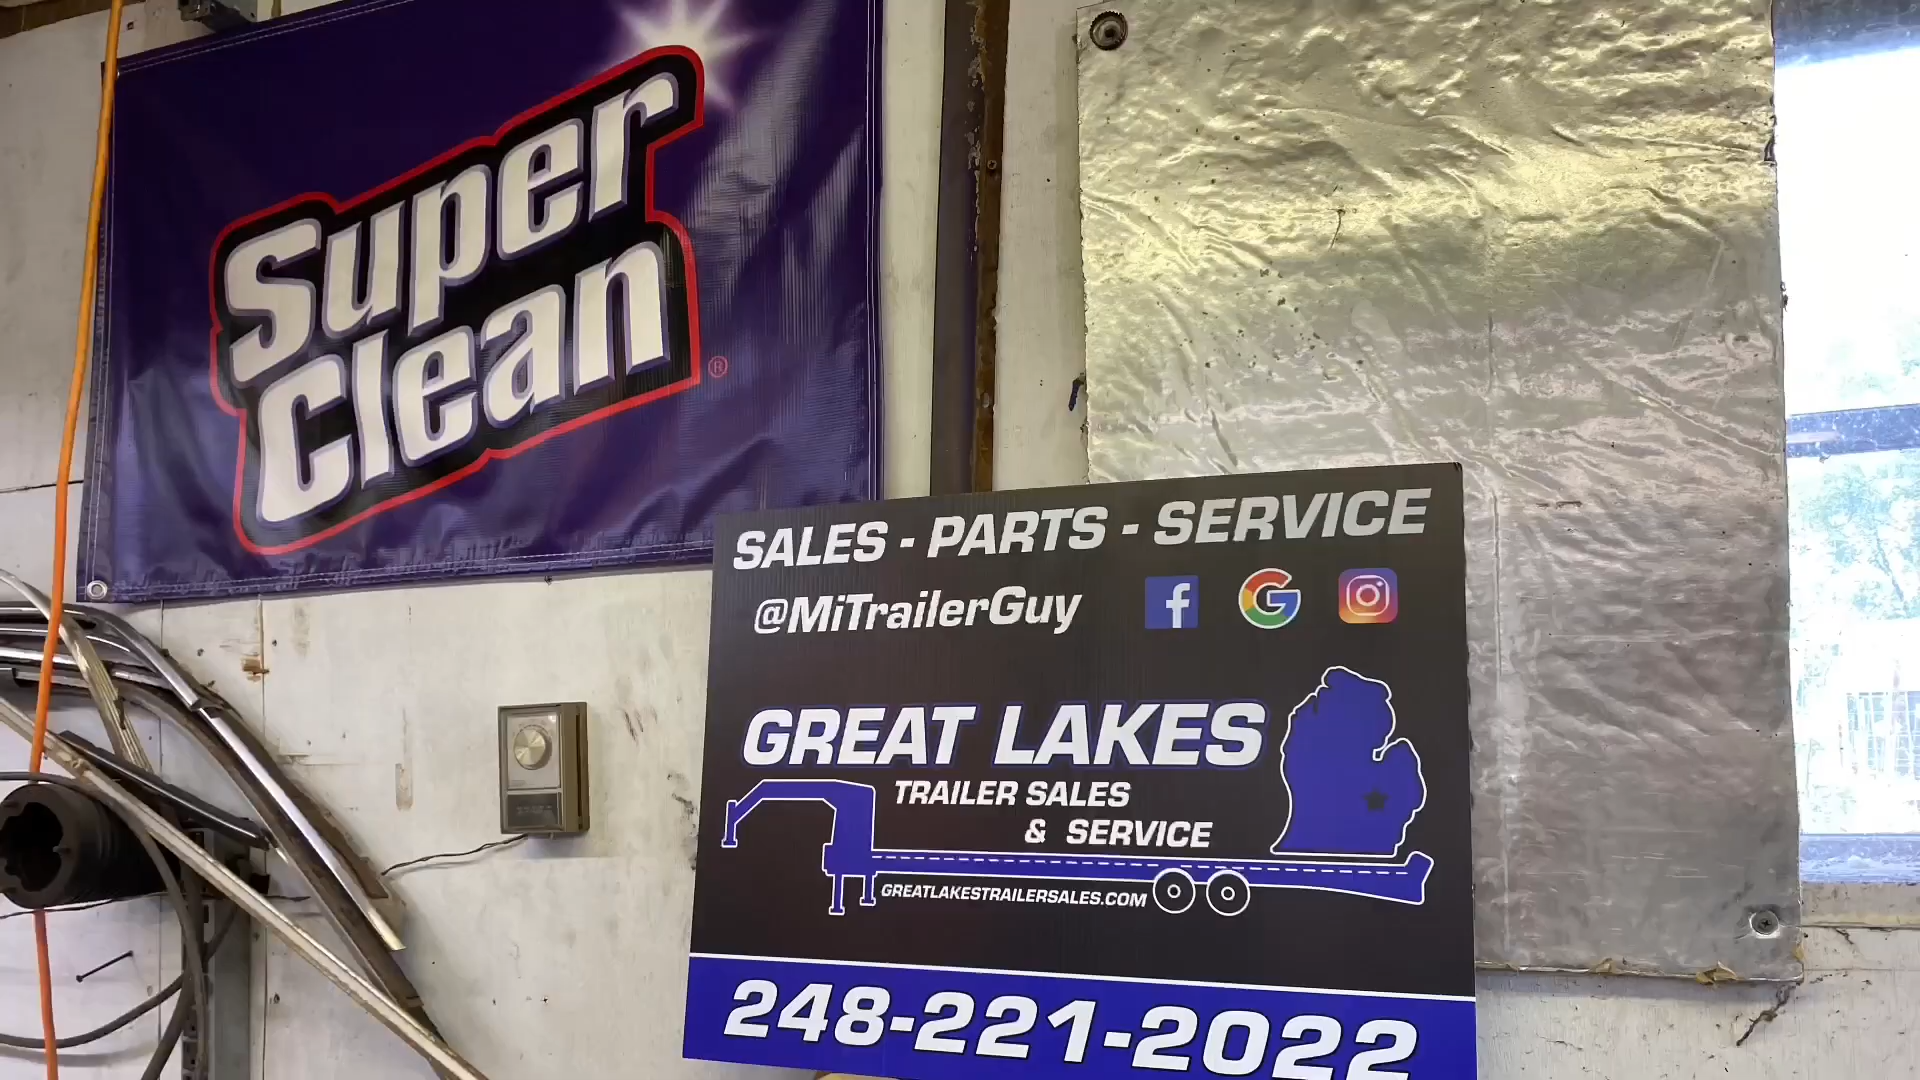 Super
Clean
®
SALES - PARTS - SERVICE
@MiTrailerGuy
GREAT LAKES
TRAILER SALES
& SERVICE
GREATLAKESTRAILERSALES.COM
248-221-2022